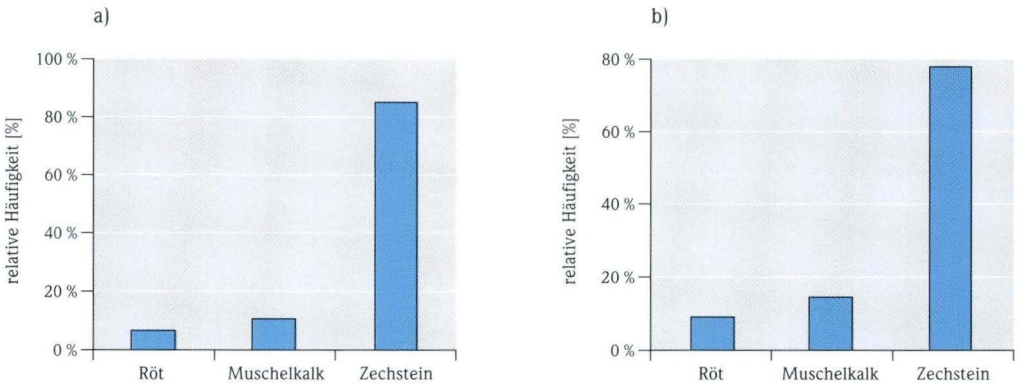 a)
100 %
80 %
60 %
40 %
20 %
0 %
relative Häufigkeit [%]
Röt Muschelkalk Zechstein
b)
80 %
60 %
40 %
20 %
0 %
relative Häufigkeit [%]
Röt Muschelkalk Zechstein